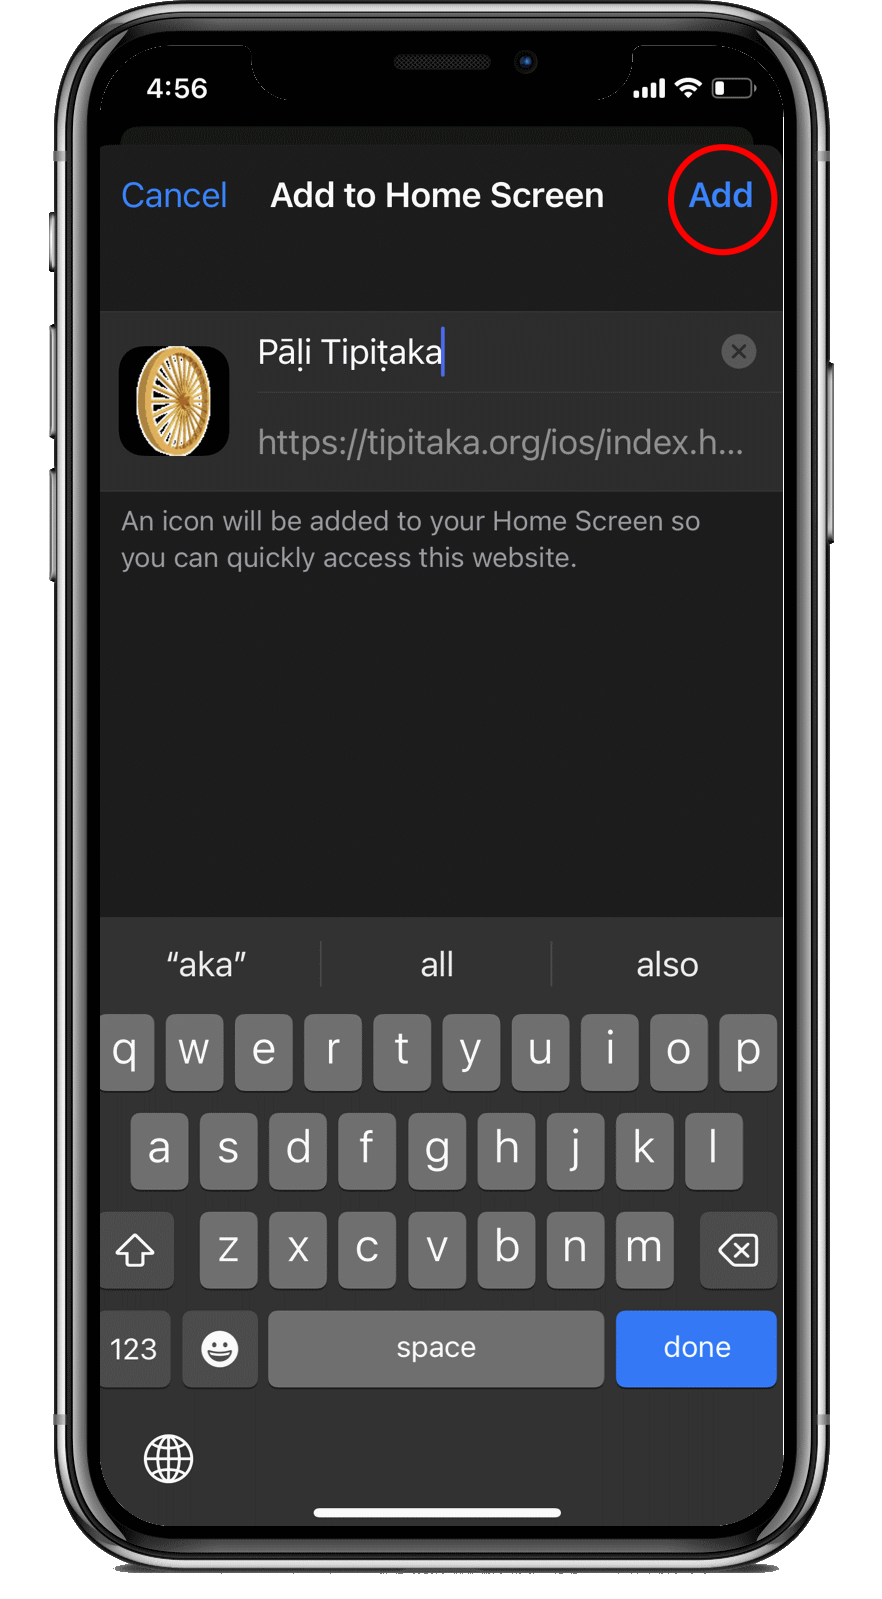 4:56
Cancel Add to Home Screen Add
Pāḷi Tipiṭaka
https://tipitaka.org/ios/index.h...
An icon will be added to your Home Screen so
you can quickly access this website.
“aka” all also
q w e r t y u i o p
a s d f g h j k l
z x c v b n m
123 space done